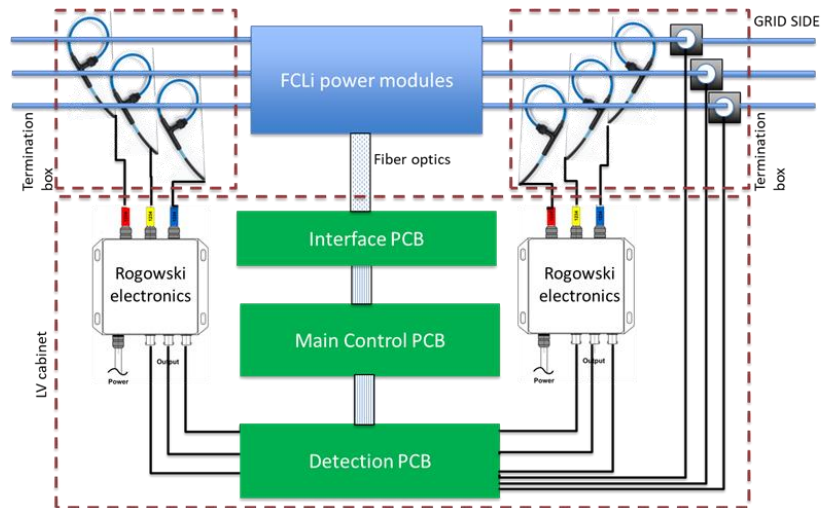 GRID SIDE
FCLi power modules
Termination
box
Termination
box
Fiber optics
Interface PCB
Rogowski
electronics
Rogowski
electronics
Main Control PCB
LV cabinet
Output
Power
Output
Power
Detection PCB